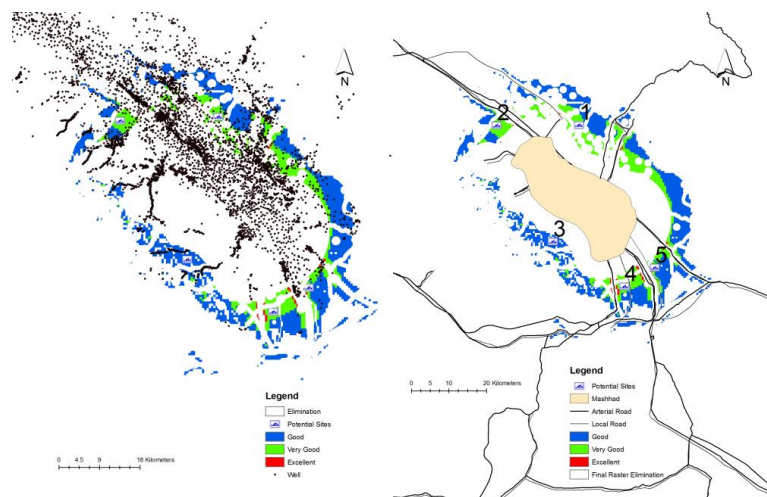 N
Legend
Elimination
Potential Sites
Good
Very Good
Excellent
Well
0 4.5 9 18 Kilometers
N
1
2
3
4
5
Legend
Potential Sites
Mashhad
Arterial Road
Local Road
Good
Very Good
Excellent
Final Raster Elimination
0 5 10 20 Kilometers